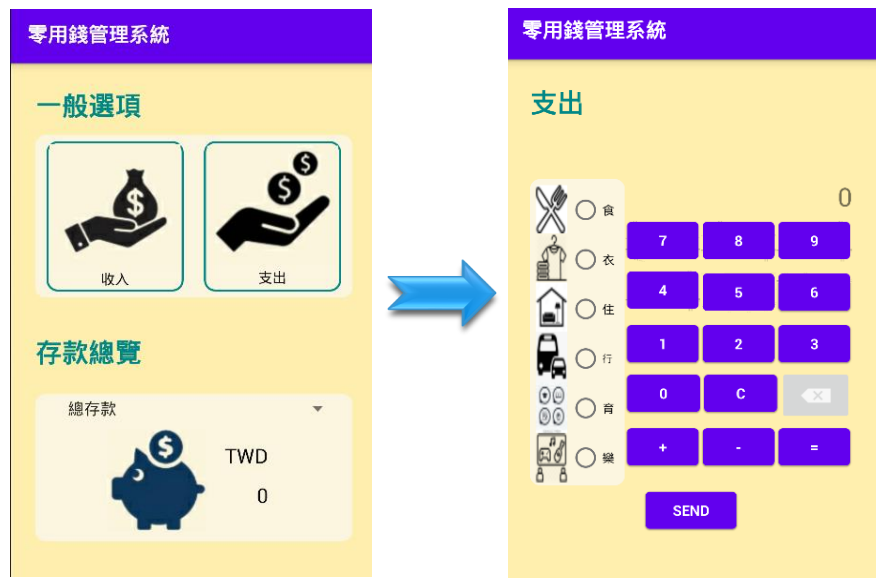 零用錢管理系統
一般選項
$
$
$
收入
支出
存款總覽
總存款
$
TWD
0
零用錢管理系統
支出
0
食
衣
住
行
育
樂
7 8 9
4 5 6
1 2 3
0 C
+ - =
SEND